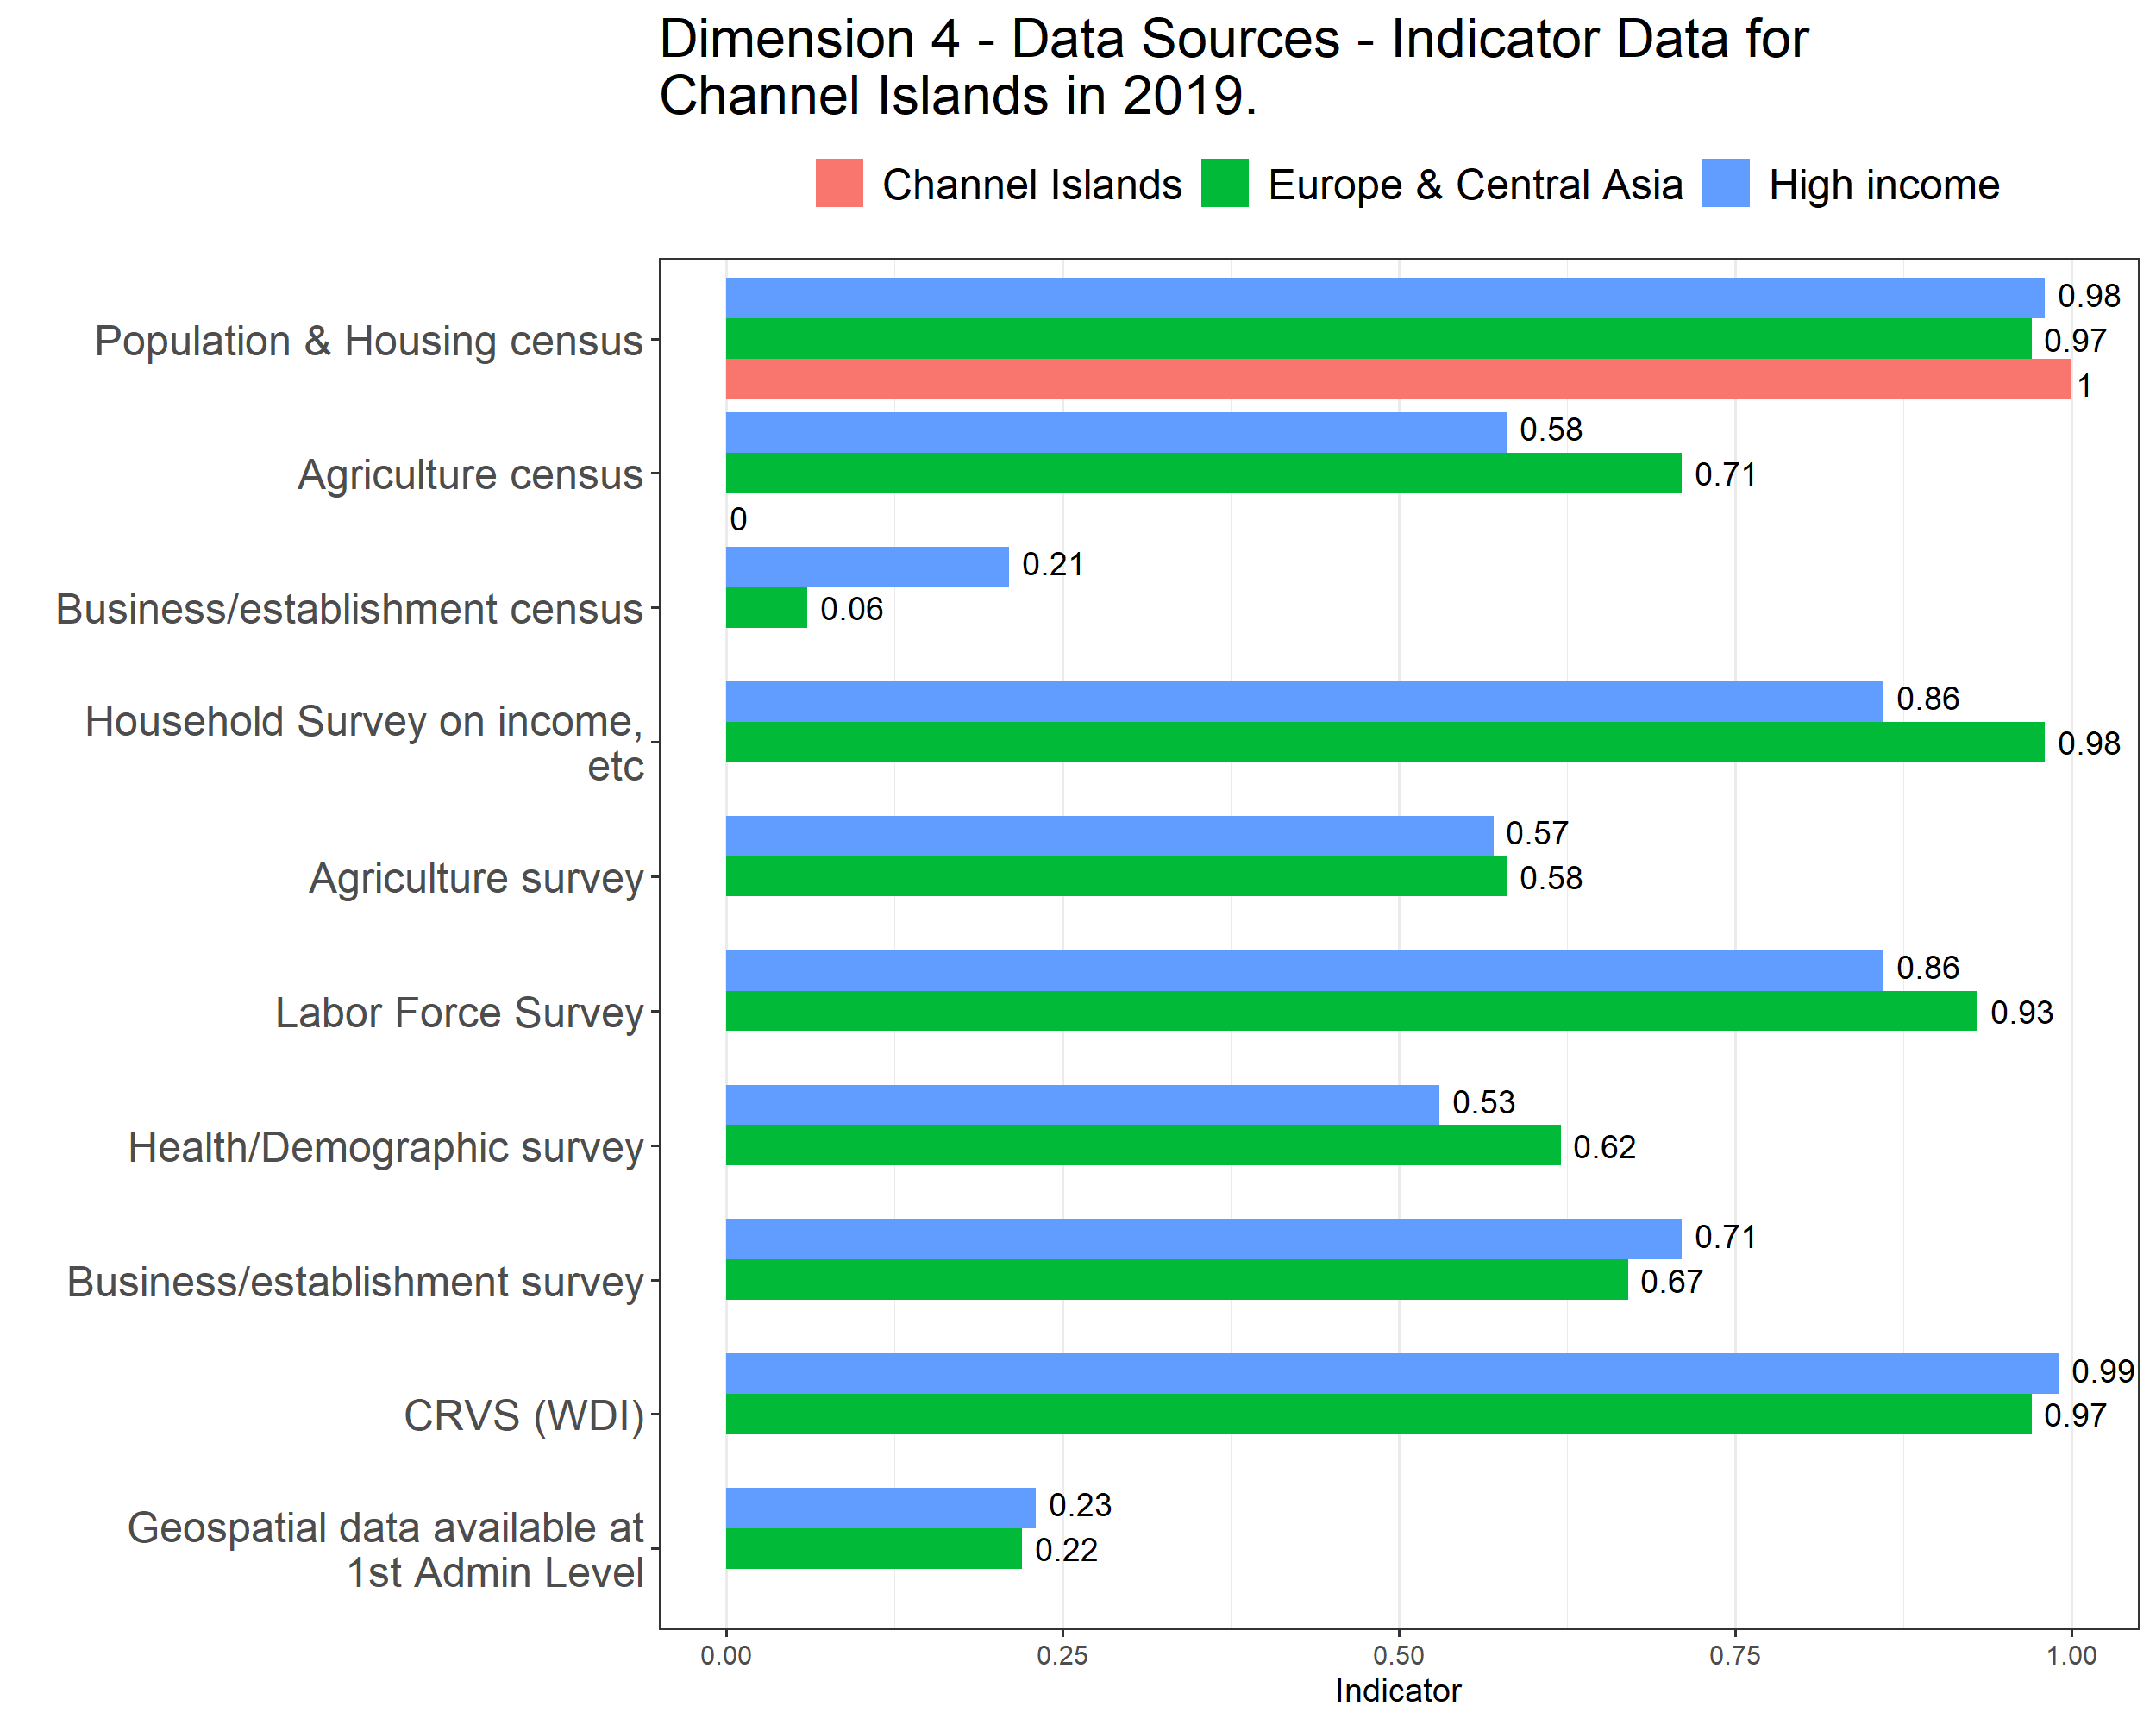 Dimension 4 - Data Sources - Indicator Data for
Channel Islands in 2019.
Channel Islands
Europe & Central Asia
High income
Population & Housing census
0.98
0.97
1
Agriculture census
0.58
0.71
0
Business/establishment census
0.21
0.06
Household Survey on income,
etc
0.86
0.98
Agriculture survey
0.57
0.58
Labor Force Survey
0.86
0.93
Health/Demographic survey
0.53
0.62
Business/establishment survey
0.71
0.67
CRVS (WDI)
0.99
0.97
Geospatial data available at
1st Admin Level
0.23
0.22
0.00
0.25
0.50
0.75
1.00
Indicator